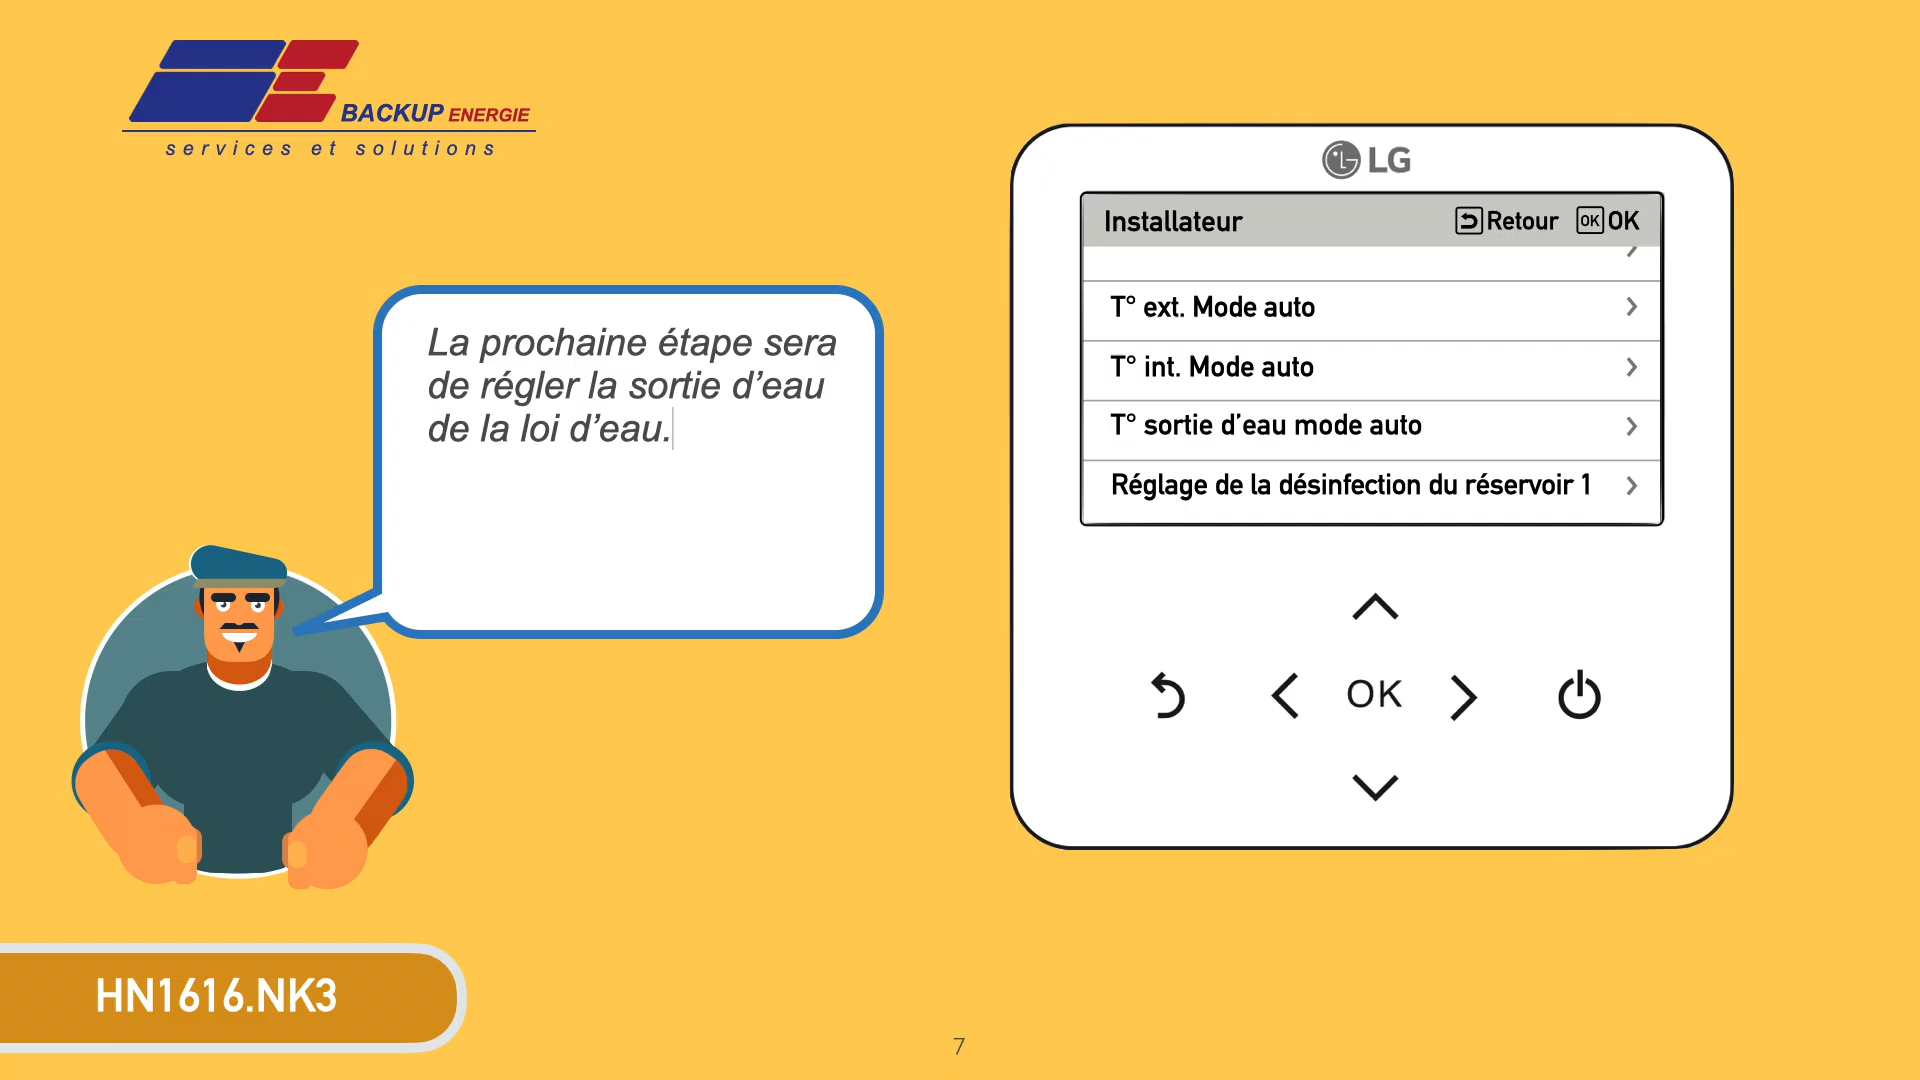 BACKUP ENERGIE
services et solutions
LG
Installateur Retour OK OK
T° ext. Mode auto
T° int. Mode auto
T° sortie d’eau mode auto
Réglage de la désinfection du réservoir 1
La prochaine étape sera
de régler la sortie d’eau
de la loi d’eau.
OK
HN1616.NK3
7